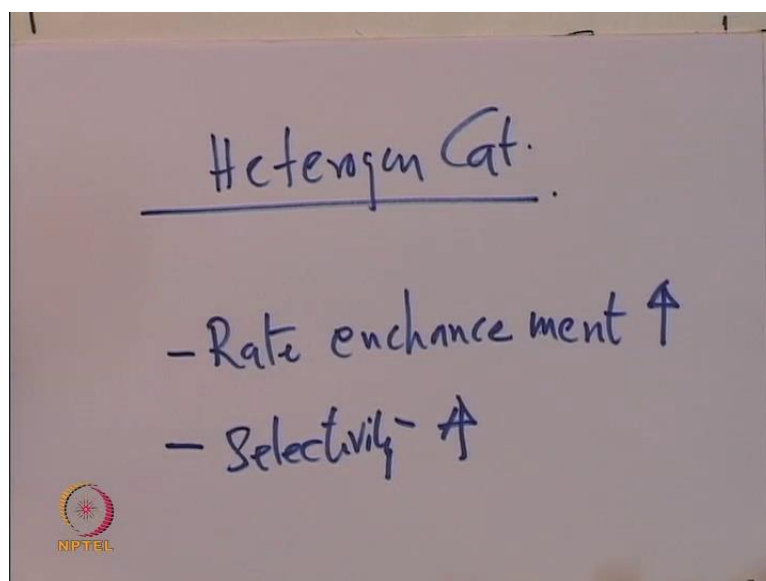 Heterogen Cat.
- Rate enchance ment ↑
- Selectivity ↑
NPTEL